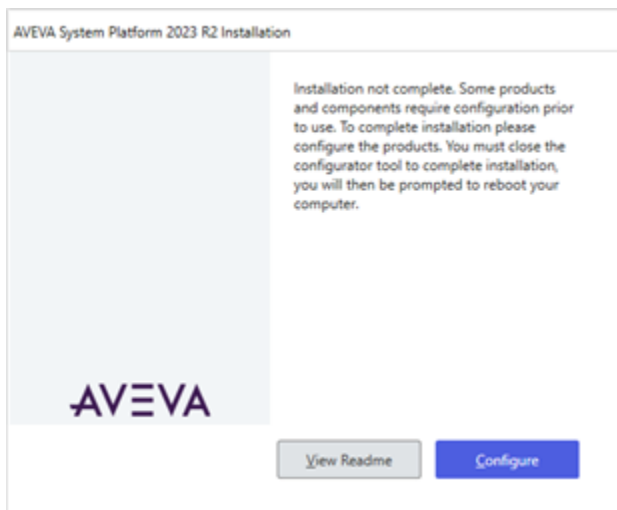 AVEVA System Platform 2023 R2 Installation
Installation not complete. Some products
and components require configuration prior
to use. To complete installation please
configure the products. You must close the
configurator tool to complete installation,
you will then be prompted to reboot your
computer.
AVEVA
View Readme
Configure